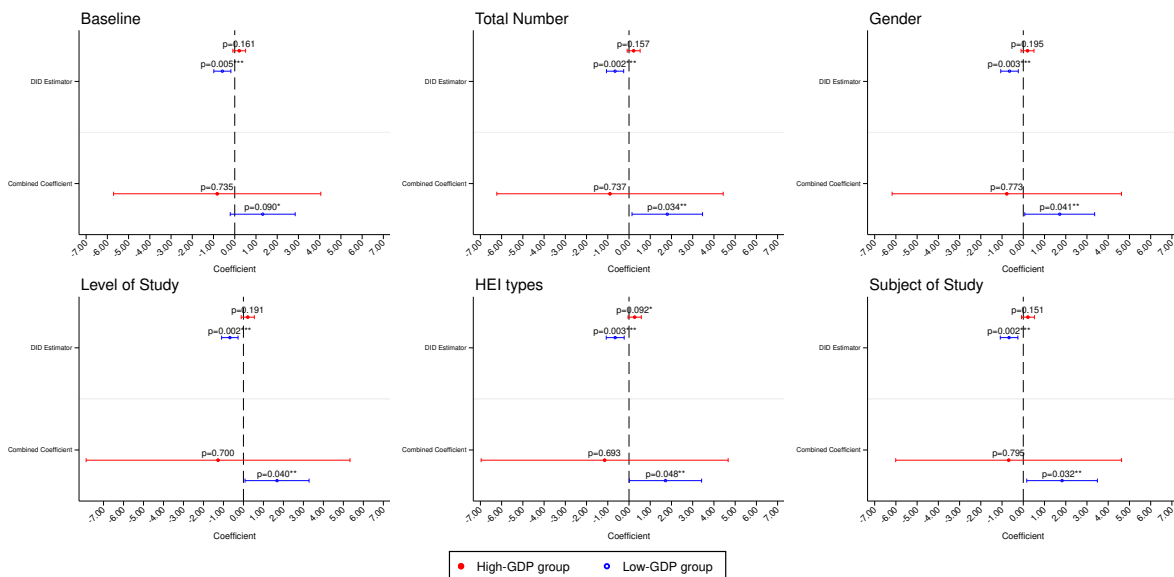 Baseline
p=0.161
p=0.005***
DID Estimator
p=0.735
Combined Coefficient
p=0.090*
-7.00 -6.00 -5.00 -4.00 -3.00 -2.00 -1.00 0.00 1.00 2.00 3.00 4.00 5.00 6.00 7.00
Coefficient
Total Number
p=0.157
p=0.002***
DID Estimator
p=0.737
Combined Coefficient
p=0.034**
-7.00 -6.00 -5.00 -4.00 -3.00 -2.00 -1.00 0.00 1.00 2.00 3.00 4.00 5.00 6.00 7.00
Coefficient
Gender
p=0.195
p=0.003***
DID Estimator
p=0.773
Combined Coefficient
p=0.041**
-7.00 -6.00 -5.00 -4.00 -3.00 -2.00 -1.00 0.00 1.00 2.00 3.00 4.00 5.00 6.00 7.00
Coefficient
Level of Study
p=0.191
p=0.002***
DID Estimator
p=0.700
Combined Coefficient
p=0.040**
-7.00 -6.00 -5.00 -4.00 -3.00 -2.00 -1.00 0.00 1.00 2.00 3.00 4.00 5.00 6.00 7.00
Coefficient
HEI types
p=0.092*
p=0.003***
DID Estimator
p=0.693
Combined Coefficient
p=0.048**
-7.00 -6.00 -5.00 -4.00 -3.00 -2.00 -1.00 0.00 1.00 2.00 3.00 4.00 5.00 6.00 7.00
Coefficient
Subject of Study
p=0.151
p=0.002***
DID Estimator
p=0.795
Combined Coefficient
p=0.032**
-7.00 -6.00 -5.00 -4.00 -3.00 -2.00 -1.00 0.00 1.00 2.00 3.00 4.00 5.00 6.00 7.00
Coefficient
High-GDP group Low-GDP group